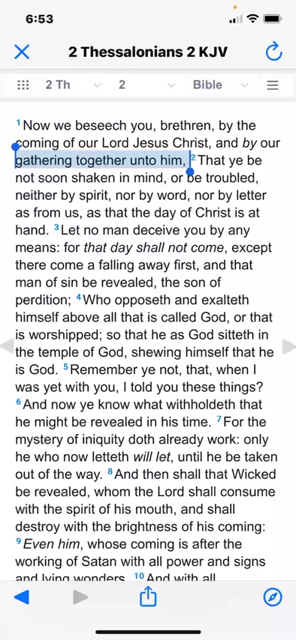 6:53
2 Thessalonians 2 KJV
2 Th 2 Bible
1 Now we beseech you, brethren, by the
coming of our Lord Jesus Christ, and by our
gathering together unto him, 2 That ye be
not soon shaken in mind, or be troubled,
neither by spirit, nor by word, nor by letter
as from us, as that the day of Christ is at
hand. 3 Let no man deceive you by any
means: for that day shall not come, except
there come a falling away first, and that
man of sin be revealed, the son of
perdition; 4 Who opposeth and exalteth
himself above all that is called God, or that
is worshipped; so that he as God sitteth in
the temple of God, shewing himself that he
is God. 5 Remember ye not, that, when I
was yet with you, I told you these things?
6 And now ye know what withholdeth that
he might be revealed in his time. 7 For the
mystery of iniquity doth already work: only
he who now letteth will let, until he be taken
out of the way. 8 And then shall that Wicked
be revealed, whom the Lord shall consume
with the spirit of his mouth, and shall
destroy with the brightness of his coming:
9 Even him, whose coming is after the
working of Satan with all power and signs
and lying wonders, 10 And with all